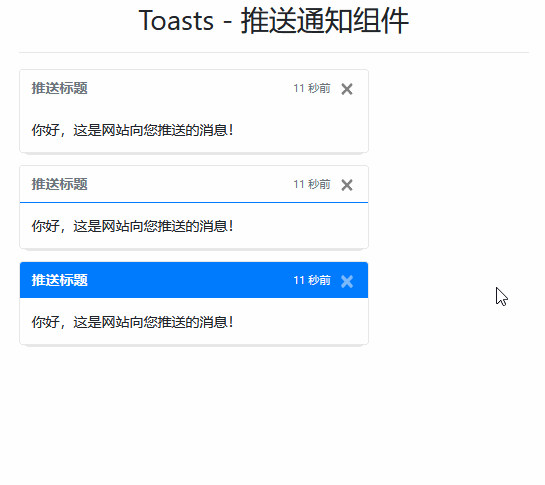 Toasts - 推送通知组件
推送标题 11 秒前 ×
你好，这是网站向您推送的消息！
推送标题 11 秒前 ×
你好，这是网站向您推送的消息！
推送标题 11 秒前 ×
你好，这是网站向您推送的消息！